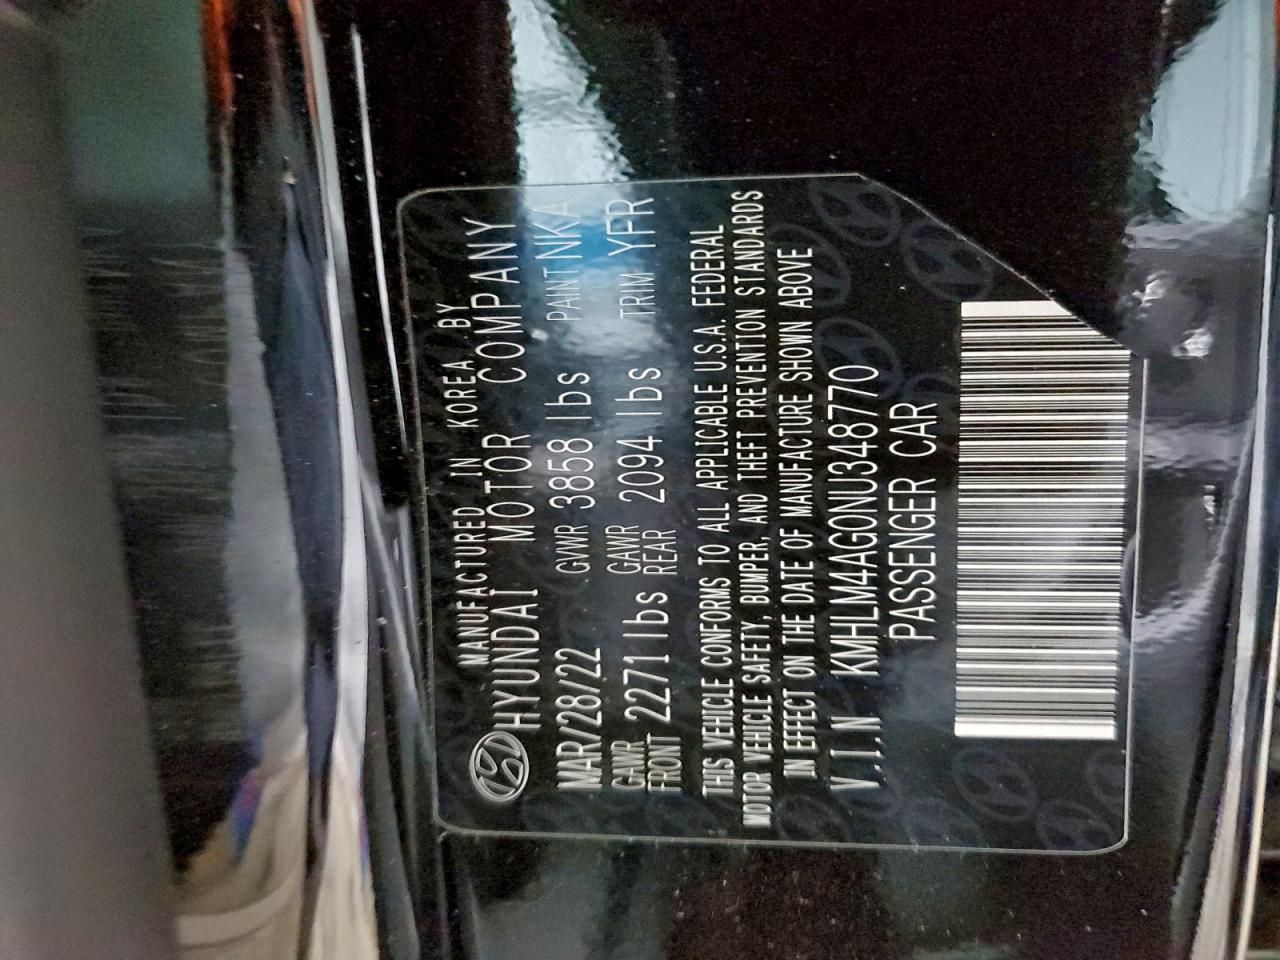 MANUFACTURED IN KOREA BY
HYUNDAI MOTOR COMPANY
MAR/28/22 GVWR 3858 lbs PAINT NKA
GAWR FRONT 2271 lbs GAWR REAR 2094 lbs TRIM YFR
THIS VEHICLE CONFORMS TO ALL APPLICABLE U.S.A. FEDERAL
MOTOR VEHICLE SAFETY, BUMPER, AND THEFT PREVENTION STANDARDS
IN EFFECT ON THE DATE OF MANUFACTURE SHOWN ABOVE
V.I.N KMHLM4AG0NU348770
PASSENGER CAR